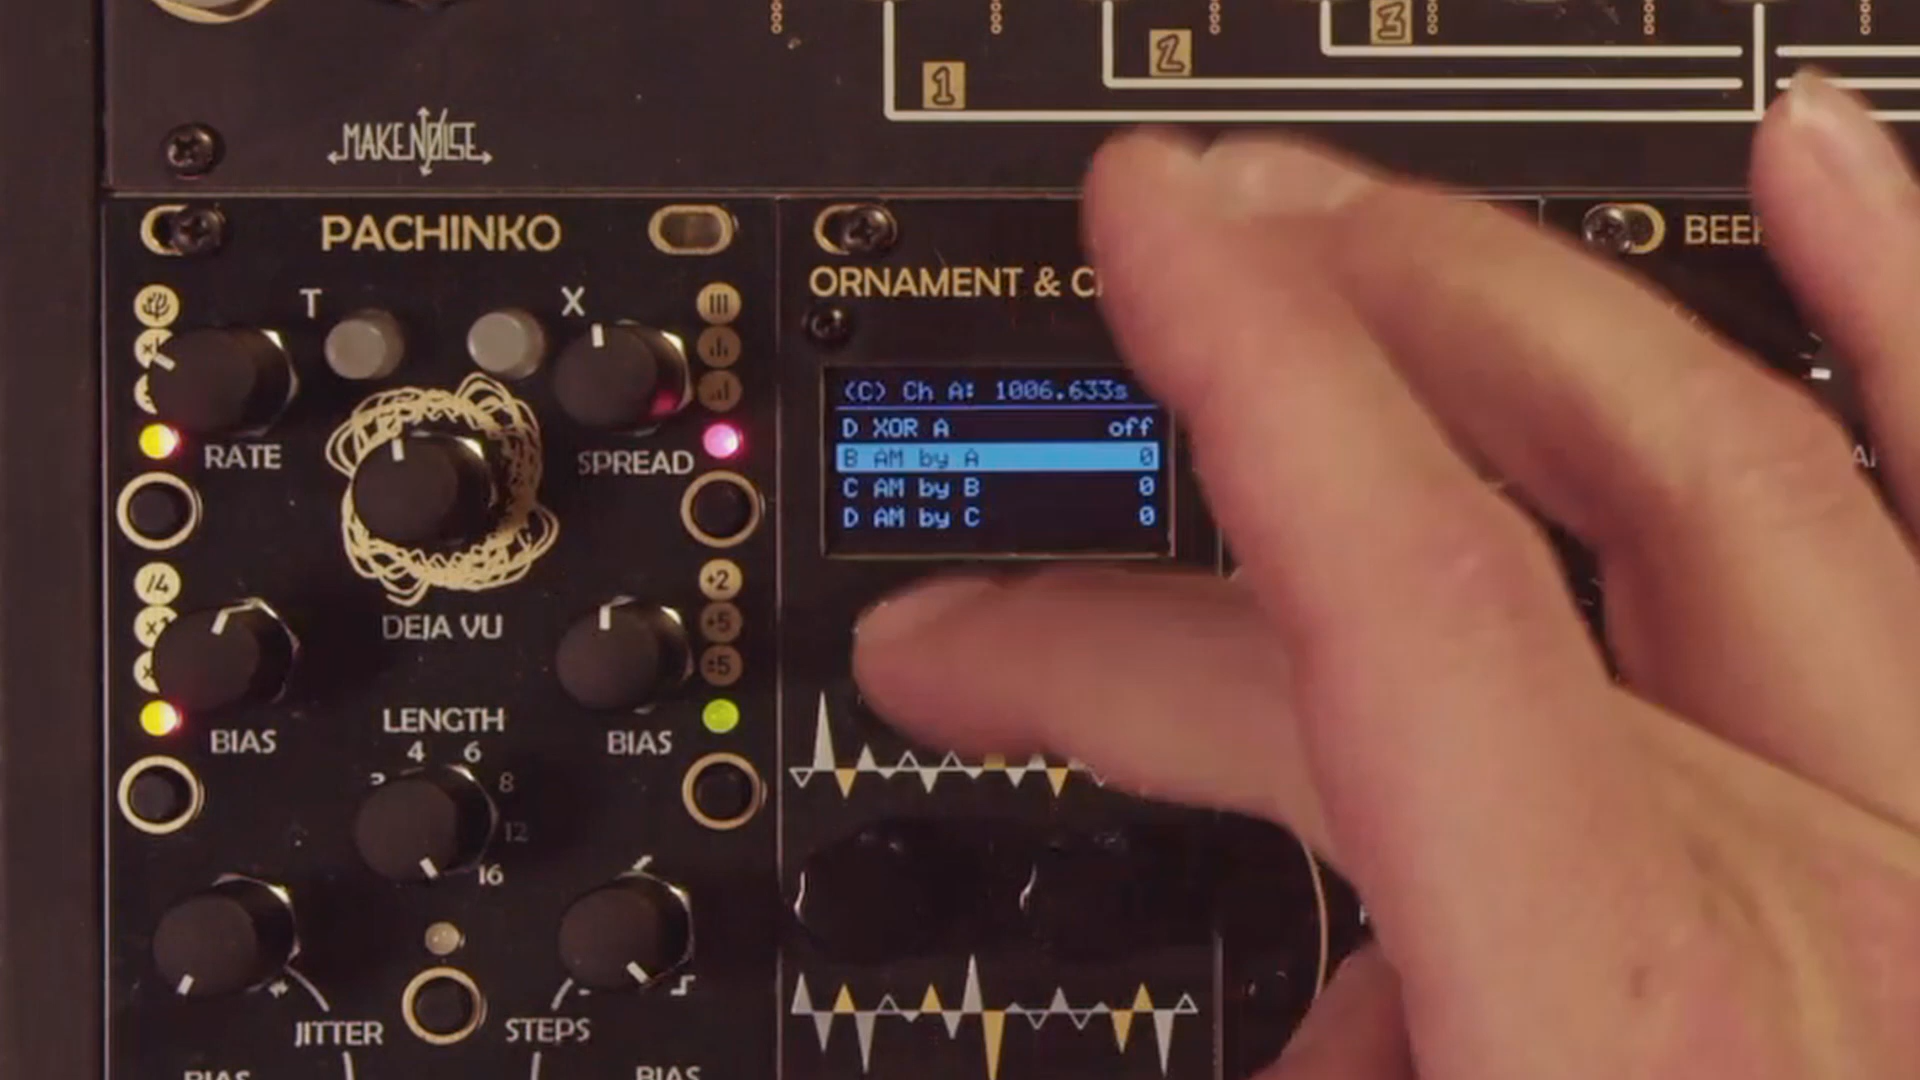 1
2
3
MAKENOISE
PACHINKO
T
X
ORNAMENT & C
BEE
RATE
SPREAD
(C) Ch A: 1006.633s
D XOR A off
B AM by A 0
C AM by B 0
D AM by C 0
/4
+2
+5
DEJA VU
BIAS
LENGTH
BIAS
4
6
8
12
16
JITTER
STEPS
BIAS
BIAS